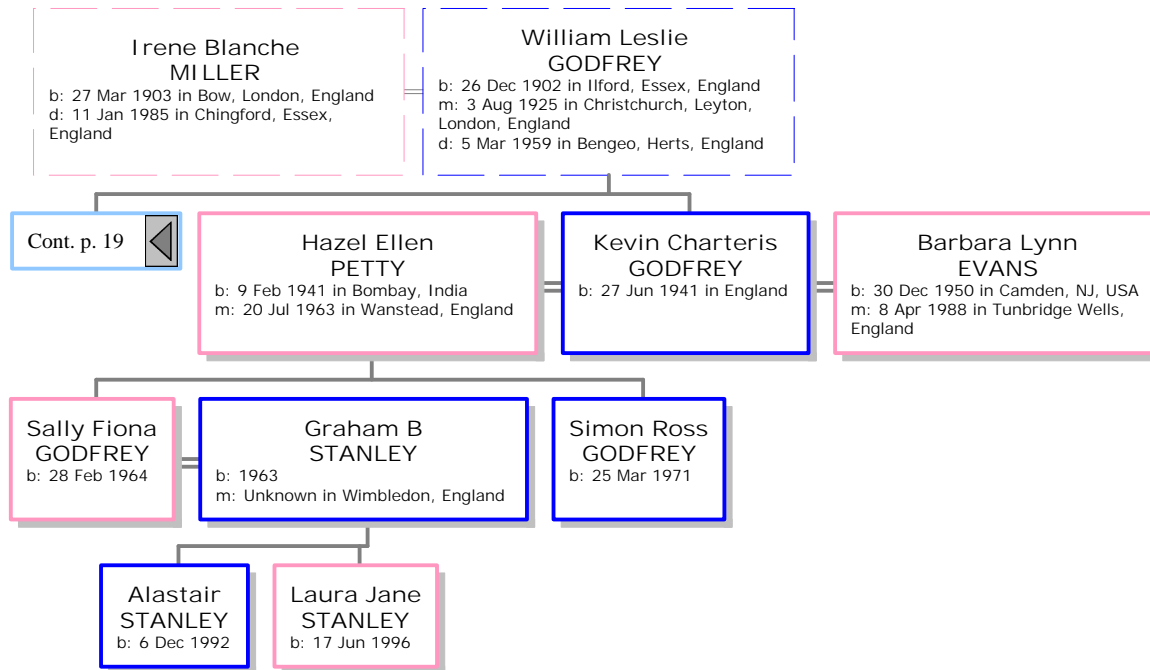 Irene Blanche
MILLER
b: 27 Mar 1903 in Bow, London, England
d: 11 Jan 1985 in Chingford, Essex,
England
William Leslie
GODFREY
b: 26 Dec 1902 in Ilford, Essex, England
m: 3 Aug 1925 in Christchurch, Leyton,
London, England
d: 5 Mar 1959 in Bengeo, Herts, England
Cont. p. 19
Hazel Ellen
PETTY
b: 9 Feb 1941 in Bombay, India
m: 20 Jul 1963 in Wanstead, England
Kevin Charteris
GODFREY
b: 27 Jun 1941 in England
Barbara Lynn
EVANS
b: 30 Dec 1950 in Camden, NJ, USA
m: 8 Apr 1988 in Tunbridge Wells,
England
Sally Fiona
GODFREY
b: 28 Feb 1964
Graham B
STANLEY
b: 1963
m: Unknown in Wimbledon, England
Simon Ross
GODFREY
b: 25 Mar 1971
Alastair
STANLEY
b: 6 Dec 1992
Laura Jane
STANLEY
b: 17 Jun 1996